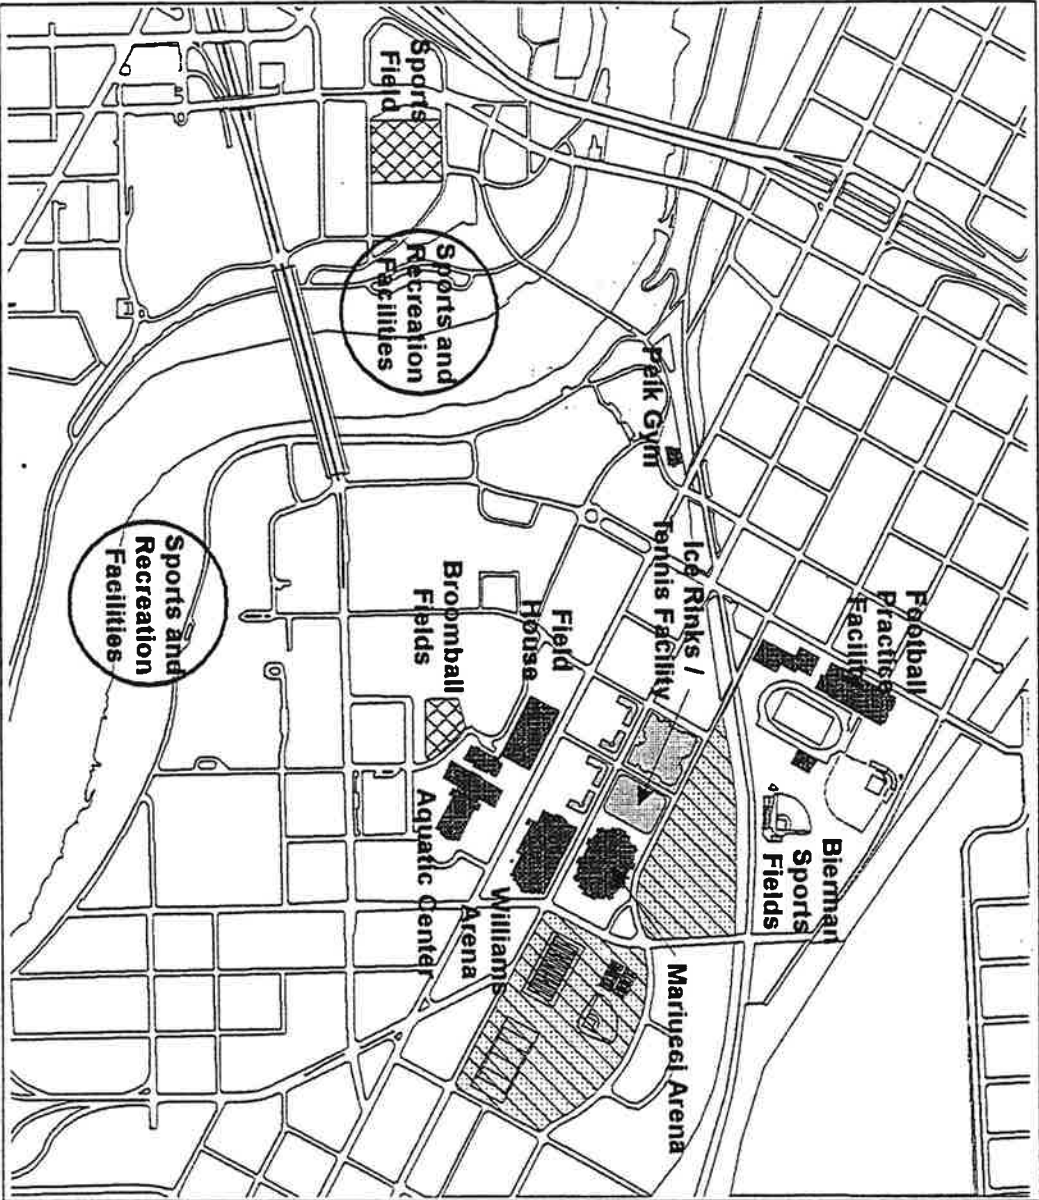 Sports
Field
Sports and
Recreation
Facilities
Peik Gym
Football
Practice
Facility
Ice Rinks /
Tennis Facility
Field
House
Broomball
Fields
Sports and
Recreation
Facilities
Bierman
Sports
Fields
Aquatic Center
Williams
Arena
Mariucci Arena